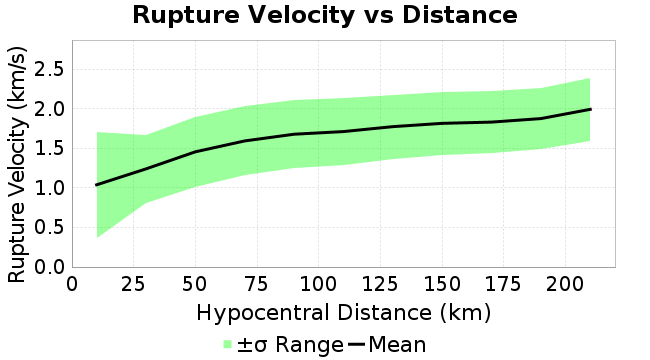 Rupture Velocity vs Distance
Rupture Velocity (km/s)
2.5
2.0
1.5
1.0
0.5
0.0
0 25 50 75 100 125 150 175 200
Hypocentral Distance (km)
±σ Range Mean